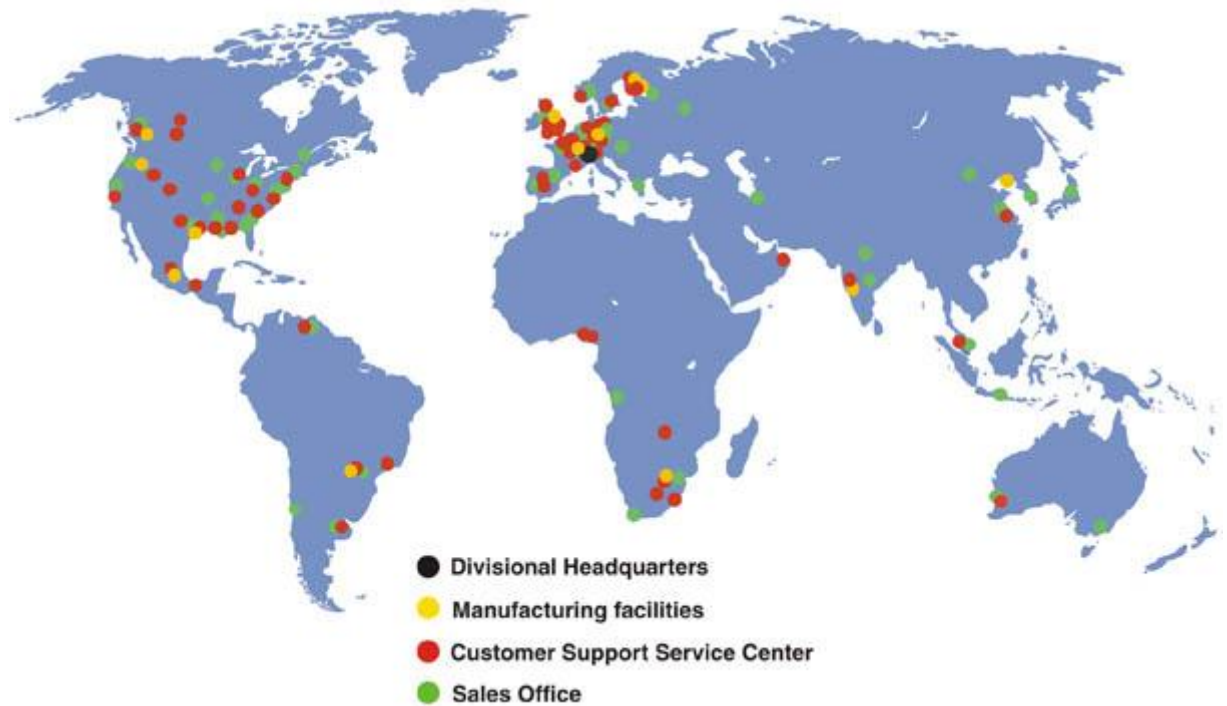 Divisional Headquarters
Manufacturing facilities
Customer Support Service Center
Sales Office